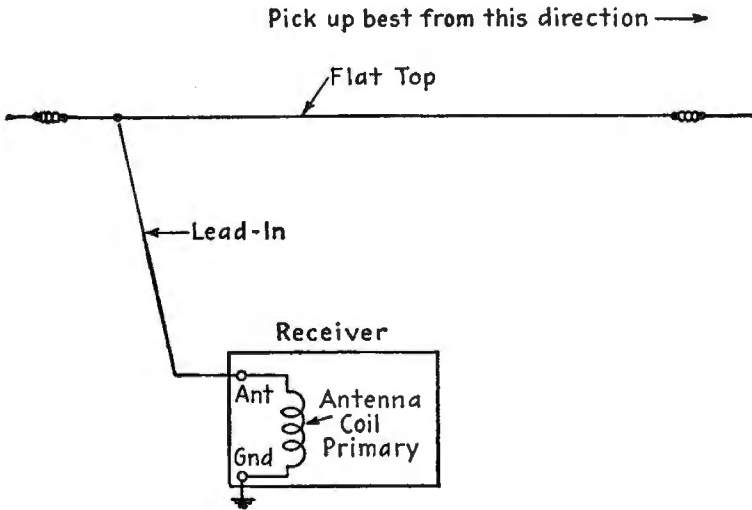 Pick up best from this direction
Flat Top
Lead-In
Receiver
Ant
Antenna
Coil
Primary
Gnd